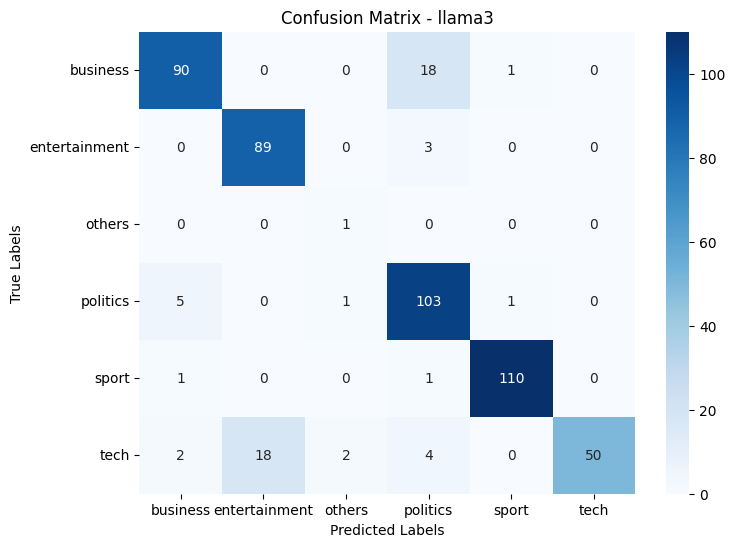 Confusion Matrix - llama3
business 90 0 0 18 1 0
entertainment 0 89 0 3 0 0
others 0 0 1 0 0 0
politics 5 0 1 103 1 0
sport 1 0 0 1 110 0
tech 2 18 2 4 0 50
business entertainment others politics sport tech
Predicted Labels
True Labels
100
80
60
40
20
0